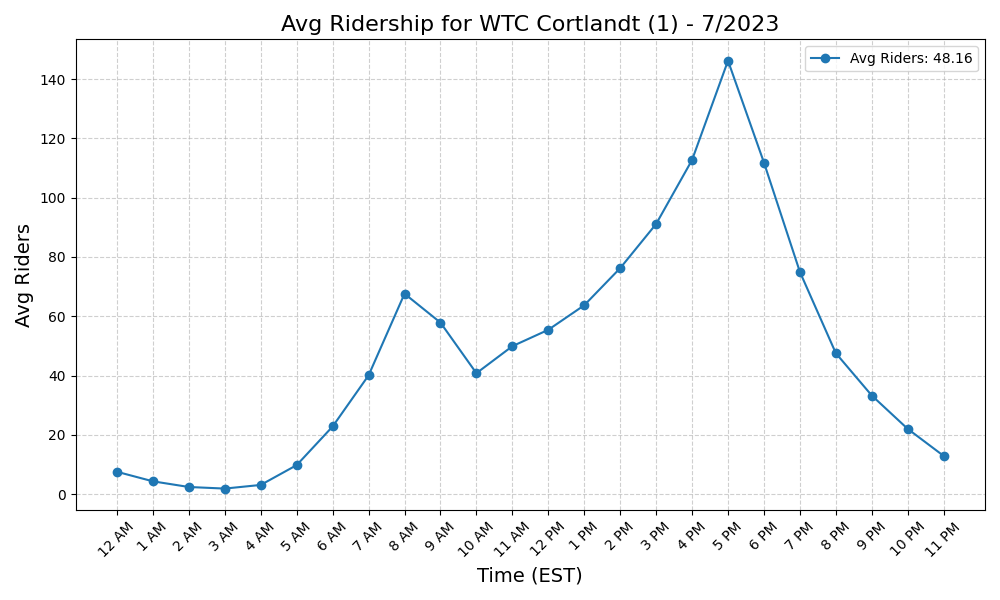 Avg Ridership for WTC Cortlandt (1) - 7/2023
Avg Riders: 48.16
Avg Riders
140
120
100
80
60
40
20
0
12 AM
1 AM
2 AM
3 AM
4 AM
5 AM
6 AM
7 AM
8 AM
9 AM
10 AM
11 AM
12 PM
1 PM
2 PM
3 PM
4 PM
5 PM
6 PM
7 PM
8 PM
9 PM
10 PM
11 PM
Time (EST)